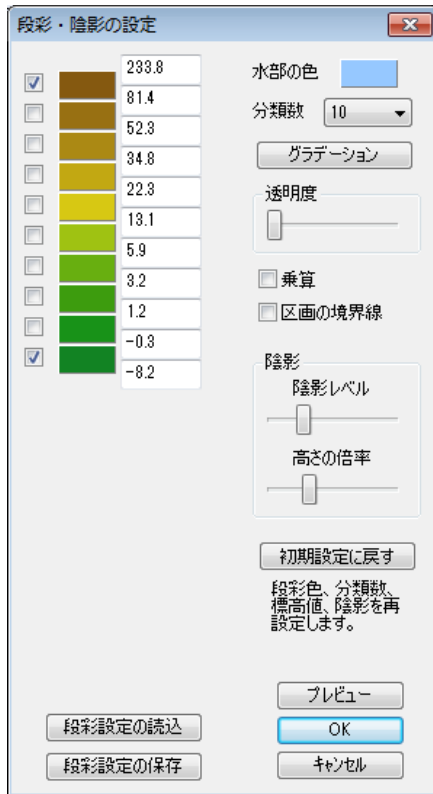 段彩・陰影の設定
233.8
81.4
52.3
34.8
22.3
13.1
5.9
3.2
1.2
-0.3
-8.2
水部の色
分類数 10
グラデーション
透明度
乗算
区画の境界線
陰影
陰影レベル
高さの倍率
初期設定に戻す
段彩色、分類数、
標高値、陰影を再
設定します。
プレビュー
段彩設定の読込
OK
段彩設定の保存
キャンセル